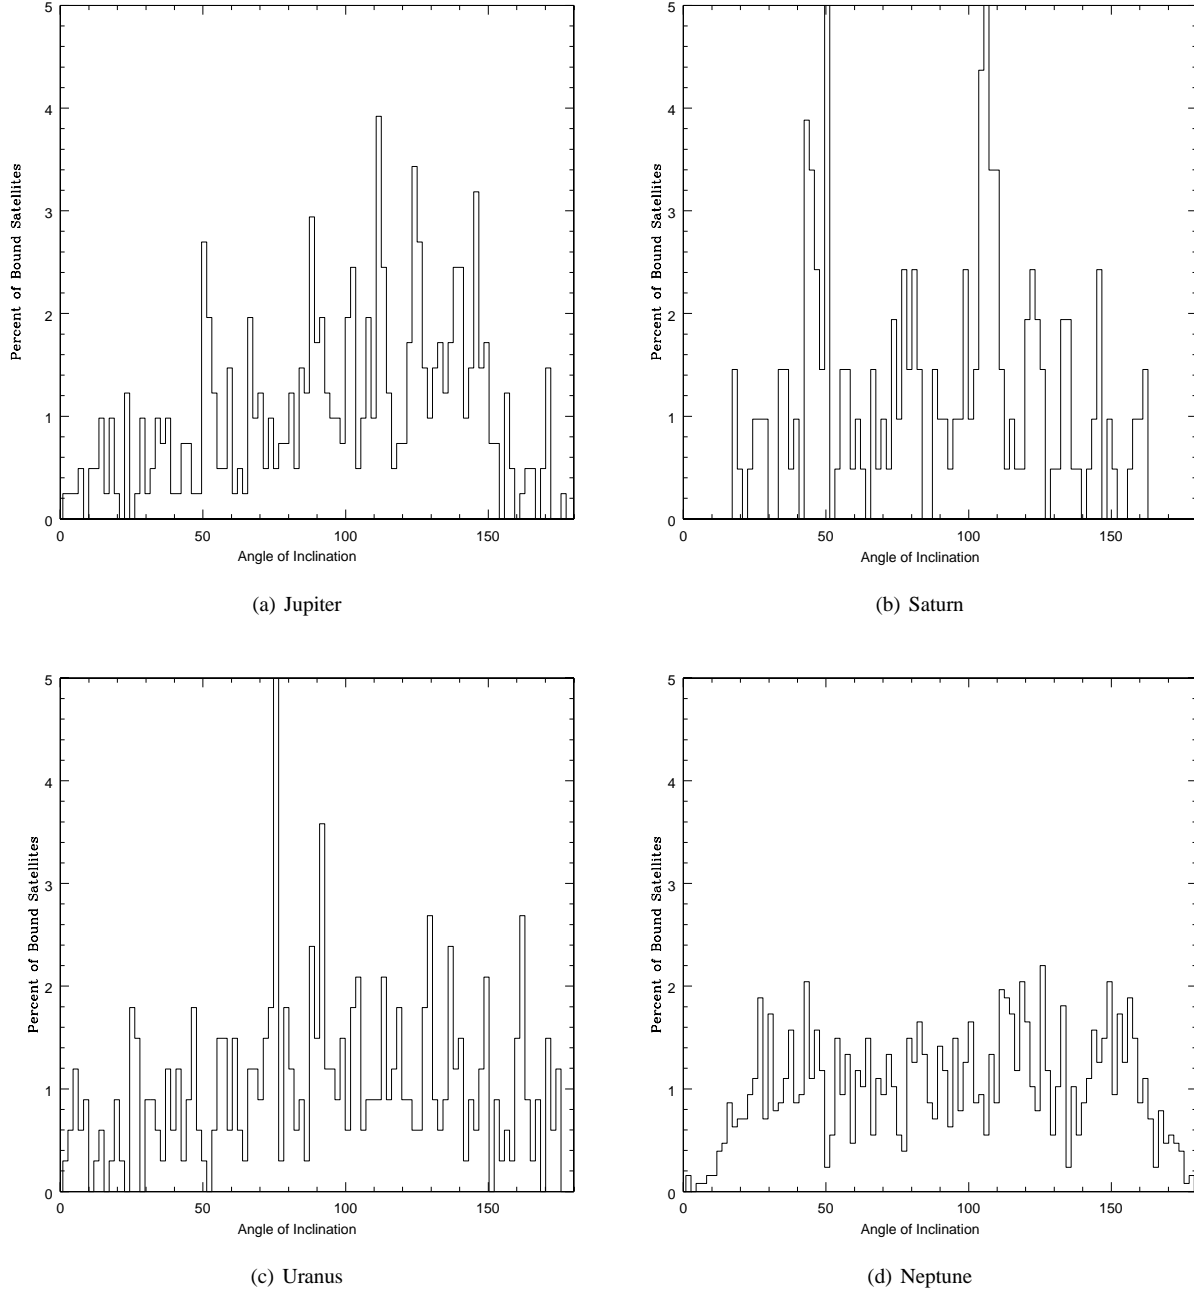 5
4
3
2
1
0
0 50 100 150
Percent of Bound Satellites
Angle of Inclination
(a) Jupiter
5
4
3
2
1
0
0 50 100 150
Percent of Bound Satellites
Angle of Inclination
(b) Saturn
5
4
3
2
1
0
0 50 100 150
Percent of Bound Satellites
Angle of Inclination
(c) Uranus
5
4
3
2
1
0
0 50 100 150
Percent of Bound Satellites
Angle of Inclination
(d) Neptune